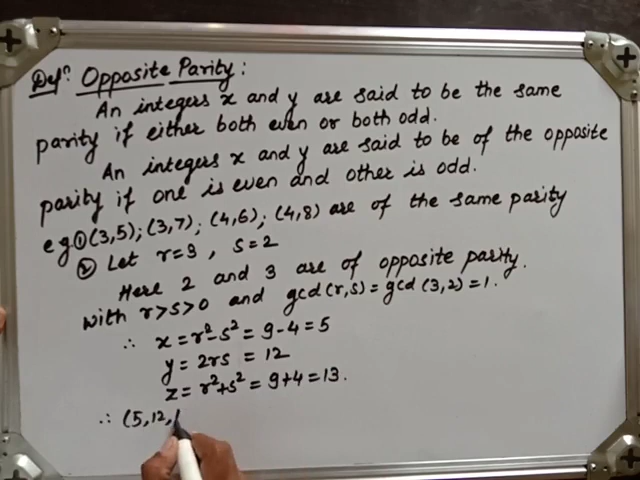 Defⁿ Opposite Parity:
An integers x and y are said to be the same
parity if either both even or both odd.
An integers x and y are said to be of the opposite
parity if one is even and other is odd.
eg ① (3,5); (3,7); (4,6); (4,8) are of the same parity
② Let r=3, s=2
Here 2 and 3 are of opposite parity.
with r>s>0 and gcd(r,s)=gcd(3,2)=1.
∴ x=r²-s²=9-4=5
y=2rs=12
z=r²+s²=9+4=13.
∴ (5,12,1